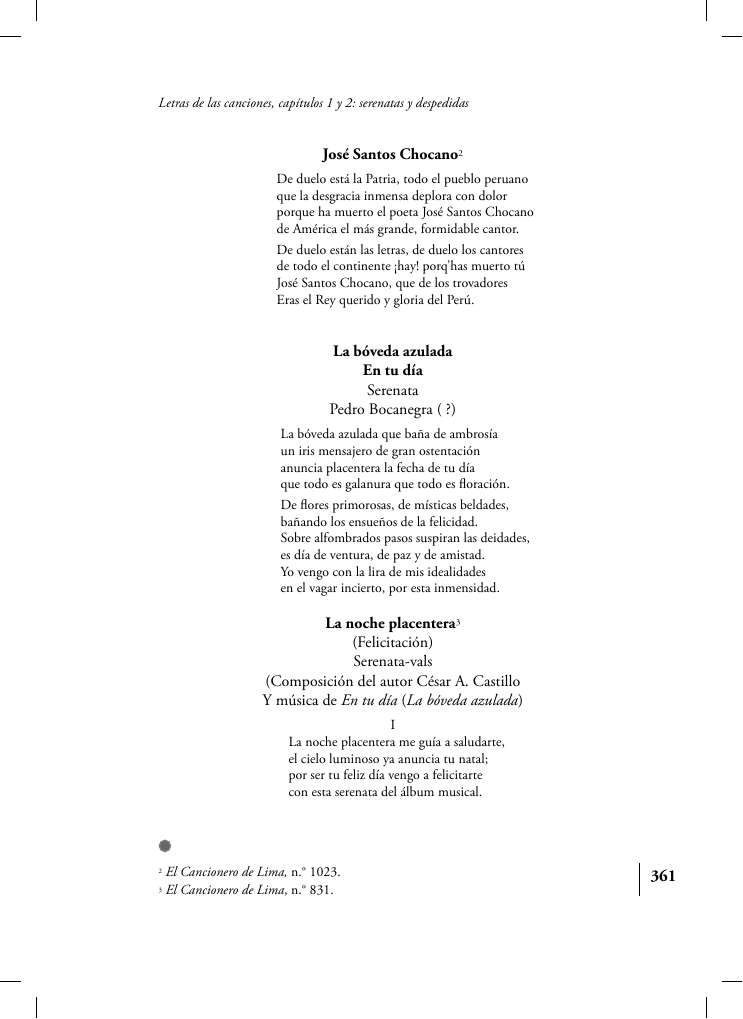 Letras de las canciones, capítulos 1 y 2: serenatas y despedidas
José Santos Chocano2
De duelo está la Patria, todo el pueblo peruano
que la desgracia inmensa deplora con dolor
porque ha muerto el poeta José Santos Chocano
de América el más grande, formidable cantor.
De duelo están las letras, de duelo los cantores
de todo el continente ¡hay! porq'has muerto tú
José Santos Chocano, que de los trovadores
Eras el Rey querido y gloria del Perú.
La bóveda azulada
En tu día
Serenata
Pedro Bocanegra ( ?)
La bóveda azulada que baña de ambrosía
un iris mensajero de gran ostentación
anuncia placentera la fecha de tu día
que todo es galanura que todo es floración.
De flores primorosas, de místicas beldades,
bañando los ensueños de la felicidad.
Sobre alfombrados pasos suspiran las deidades,
es día de ventura, de paz y de amistad.
Yo vengo con la lira de mis idealidades
en el vagar incierto, por esta inmensidad.
La noche placentera3
(Felicitación)
Serenata-vals
(Composición del autor César A. Castillo
Y música de En tu día (La bóveda azulada)
I
La noche placentera me guía a saludarte,
el cielo luminoso ya anuncia tu natal;
por ser tu feliz día vengo a felicitarte
con esta serenata del álbum musical.
2 El Cancionero de Lima, n.° 1023.
3 El Cancionero de Lima, n.° 831.
361